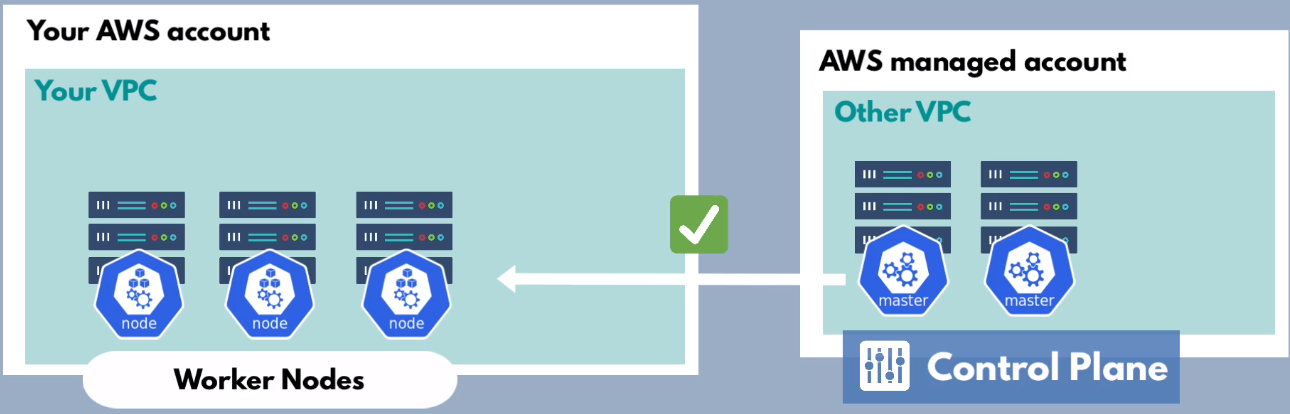 Your AWS account
Your VPC
node
node
node
Worker Nodes
AWS managed account
Other VPC
master
master
Control Plane